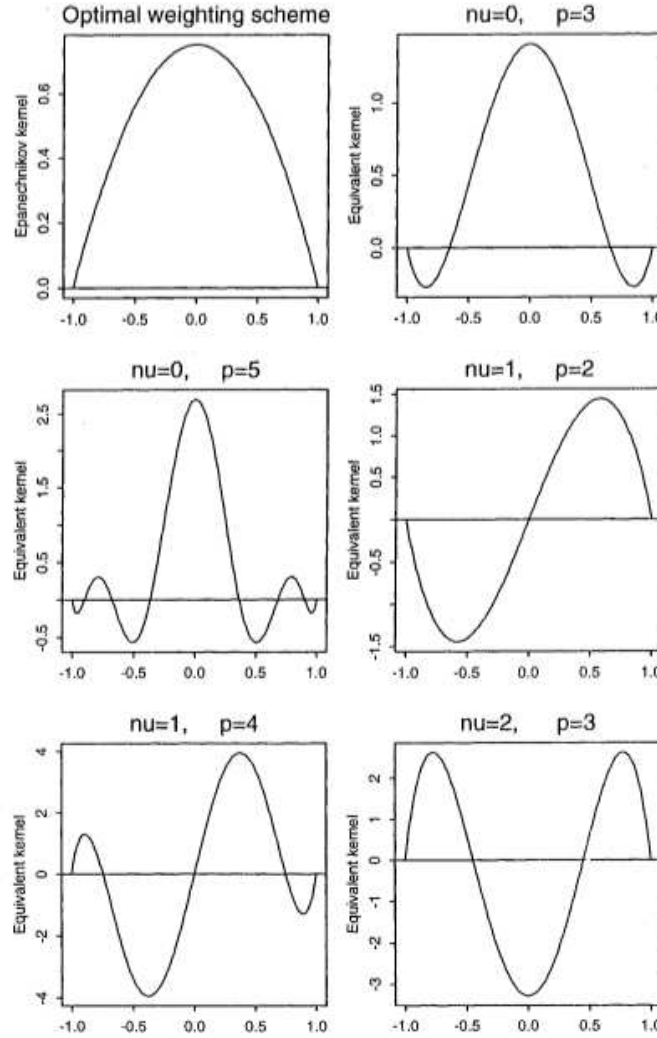 Optimal weighting scheme
Epanechnikov kernel
0.6
0.4
0.2
0.0
-1.0 -0.5 0.0 0.5 1.0
nu=0, p=3
Equivalent kernel
1.0
0.5
0.0
-1.0 -0.5 0.0 0.5 1.0
nu=0, p=5
Equivalent kernel
2.5
1.5
0.5
-0.5
-1.0 -0.5 0.0 0.5 1.0
nu=1, p=2
Equivalent kernel
1.5
0.5
-0.5
-1.5
-1.0 -0.5 0.0 0.5 1.0
nu=1, p=4
Equivalent kernel
4
2
0
-2
-4
-1.0 -0.5 0.0 0.5 1.0
nu=2, p=3
Equivalent kernel
2
1
0
-1
-2
-3
-1.0 -0.5 0.0 0.5 1.0